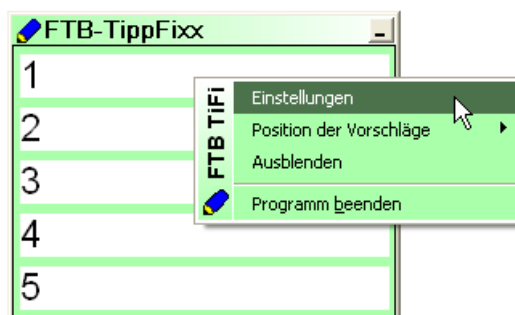 FTB-TippFixx
1
2
3
4
5
FTB TiFi
Einstellungen
Position der Vorschläge
Ausblenden
Programm beenden